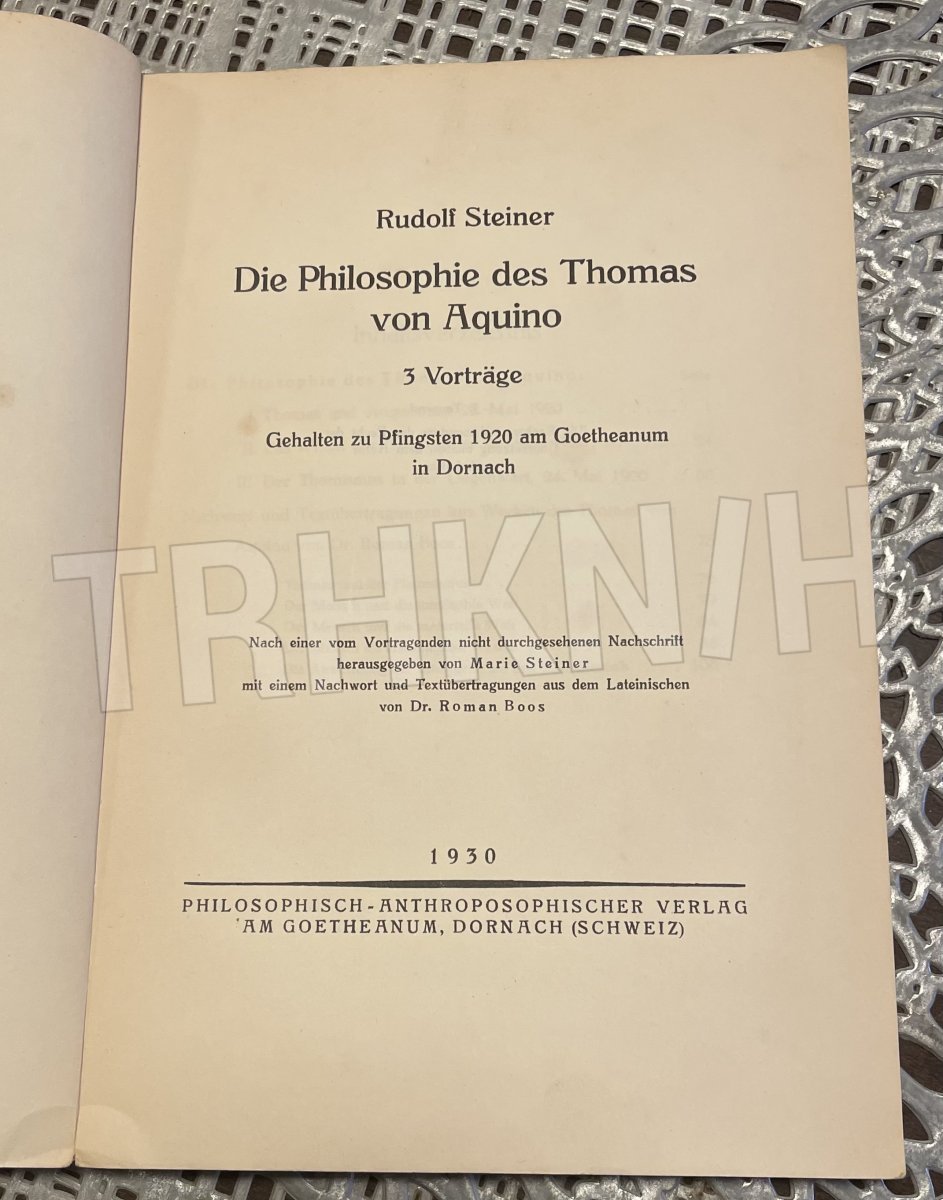 Rudolf Steiner
Die Philosophie des Thomas
von Aquino
3 Vorträge
Gehalten zu Pfingsten 1920 am Goetheanum
in Dornach
TRHKN/H
Nach einer vom Vortragenden nicht durchgesehenen Nachschrift
herausgegeben von Marie Steiner
mit einem Nachwort und Textübertragungen aus dem Lateinischen
von Dr. Roman Boos
1930
PHILOSOPHISCH-ANTHROPOSOPHISCHER VERLAG
AM GOETHEANUM, DORNACH (SCHWEIZ)